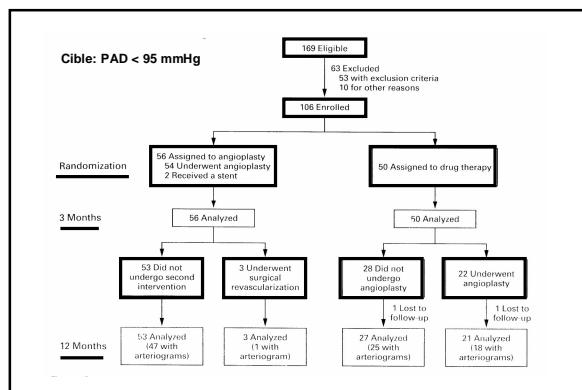 Cible: PAD < 95 mmHg
169 Eligible
63 Excluded
53 with exclusion criteria
10 for other reasons
106 Enrolled
Randomization
56 Assigned to angioplasty
54 Underwent angioplasty
2 Received a stent
50 Assigned to drug therapy
3 Months
56 Analyzed
50 Analyzed
53 Did not
undergo second
intervention
3 Underwent
surgical
revascularization
28 Did not
undergo
angioplasty
22 Underwent
angioplasty
1 Lost to
follow-up
1 Lost to
follow-up
12 Months
53 Analyzed
(47 with
arteriograms)
3 Analyzed
(1 with
arteriogram)
27 Analyzed
(25 with
arteriograms)
21 Analyzed
(18 with
arteriograms)